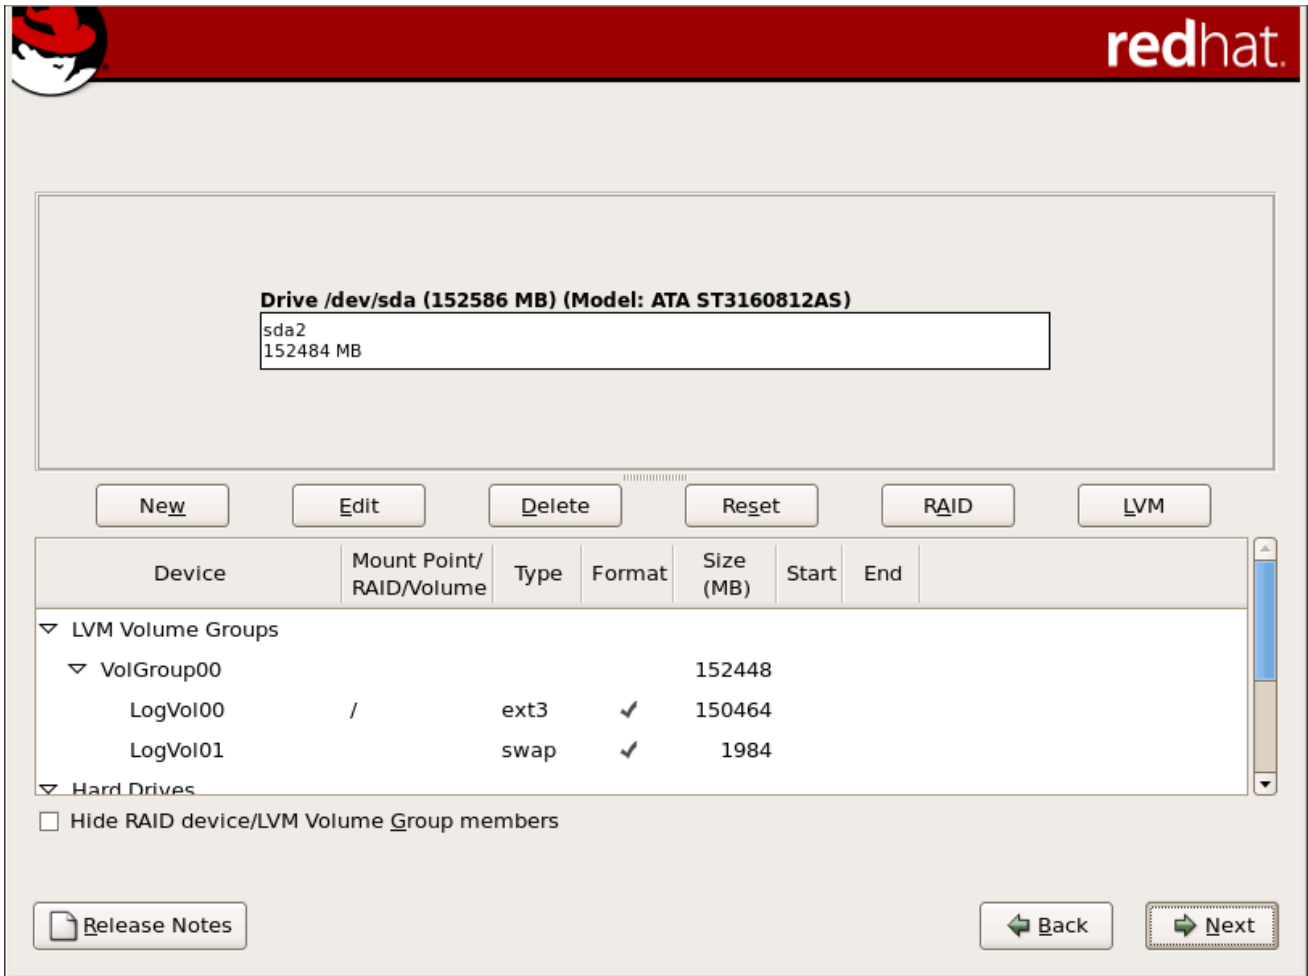 redhat.
Drive /dev/sda (152586 MB) (Model: ATA ST3160812AS)
sda2
152484 MB
New Edit Delete Reset RAID LVM
Device Mount Point/ RAID/Volume Type Format Size (MB) Start End
LVM Volume Groups
VolGroup00 152448
LogVol00 / ext3 150464
LogVol01 swap 1984
Hard Drives
Hide RAID device/LVM Volume Group members
Release Notes Back Next